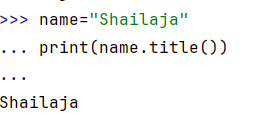 >>> name="Shailaja"
... print(name.title())
...
Shailaja